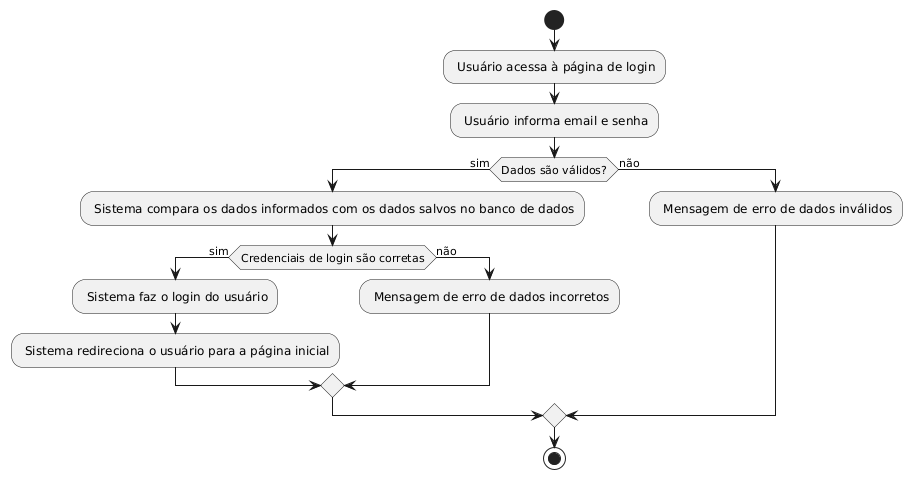 Usuário acessa à página de login
Usuário informa email e senha
sim
Dados são válidos?
não
Sistema compara os dados informados com os dados salvos no banco de dados
Mensagem de erro de dados inválidos
sim
Credenciais de login são corretas
não
Sistema faz o login do usuário
Mensagem de erro de dados incorretos
Sistema redireciona o usuário para a página inicial